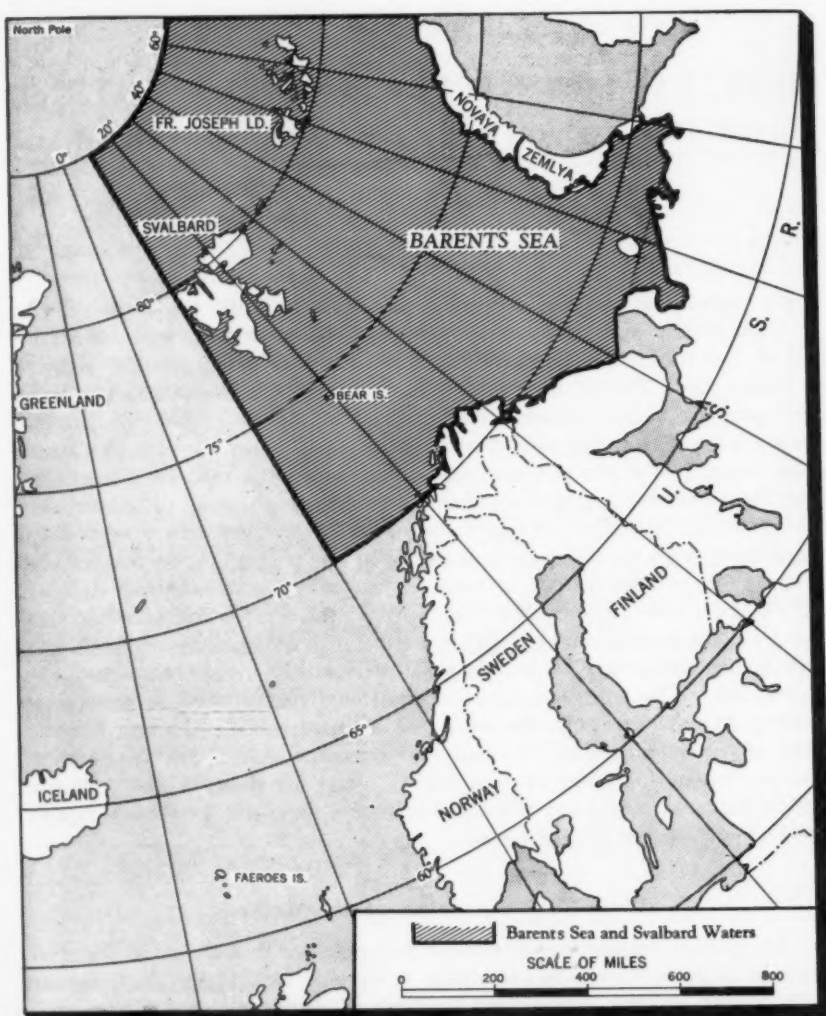 North Pole
60°
40°
20°
0°
FR. JOSEPH LD.
NOVAYA
ZEMLYA
SVALBARD
BARENTS SEA
80°
BEAR IS.
GREENLAND
75°
U. S. S. R.
70°
FINLAND
SWEDEN
65°
NORWAY
ICELAND
60°
FAEROES IS.
Barents Sea and Svalbard Waters
SCALE OF MILES
0 200 400 600 800